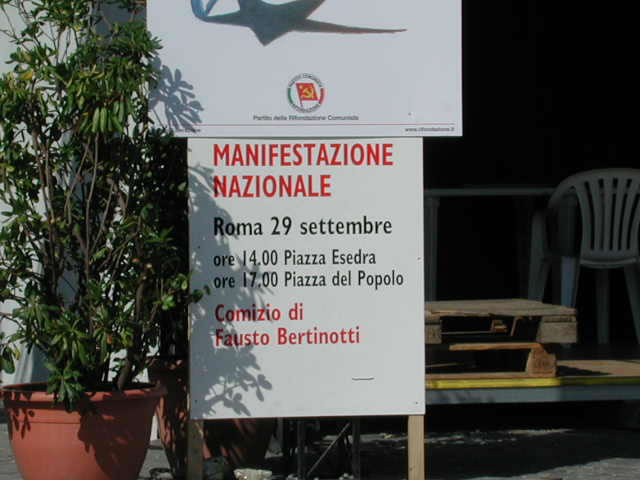 Partito della Rifondazione Comunista
www.rifondazione.it
MANIFESTAZIONE
NAZIONALE
Roma 29 settembre
ore 14.00 Piazza Esedra
ore 17.00 Piazza del Popolo
Comizio di
Fausto Bertinotti